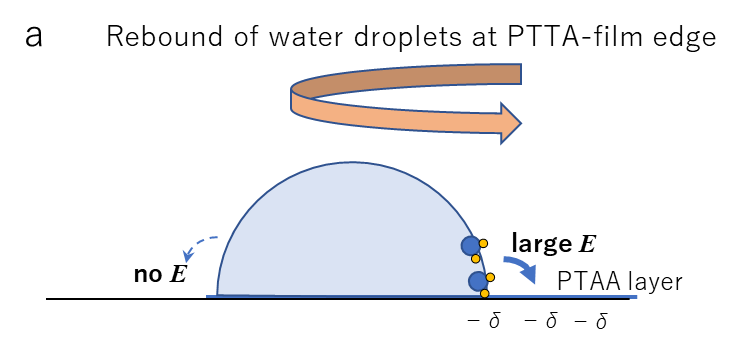 a Rebound of water droplets at PTTA-film edge
large E
no E
PTAA layer
− δ − δ − δ